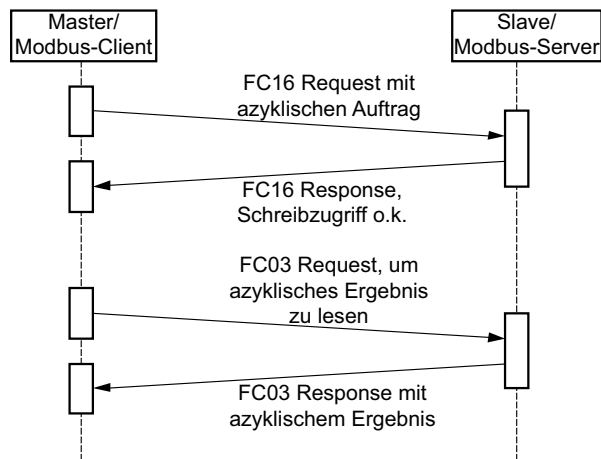 Master/
Modbus-Client
Slave/
Modbus-Server
FC16 Request mit
azyklischen Auftrag
FC16 Response,
Schreibzugriff o.k.
FC03 Request, um
azyklisches Ergebnis
zu lesen
FC03 Response mit
azyklischem Ergebnis